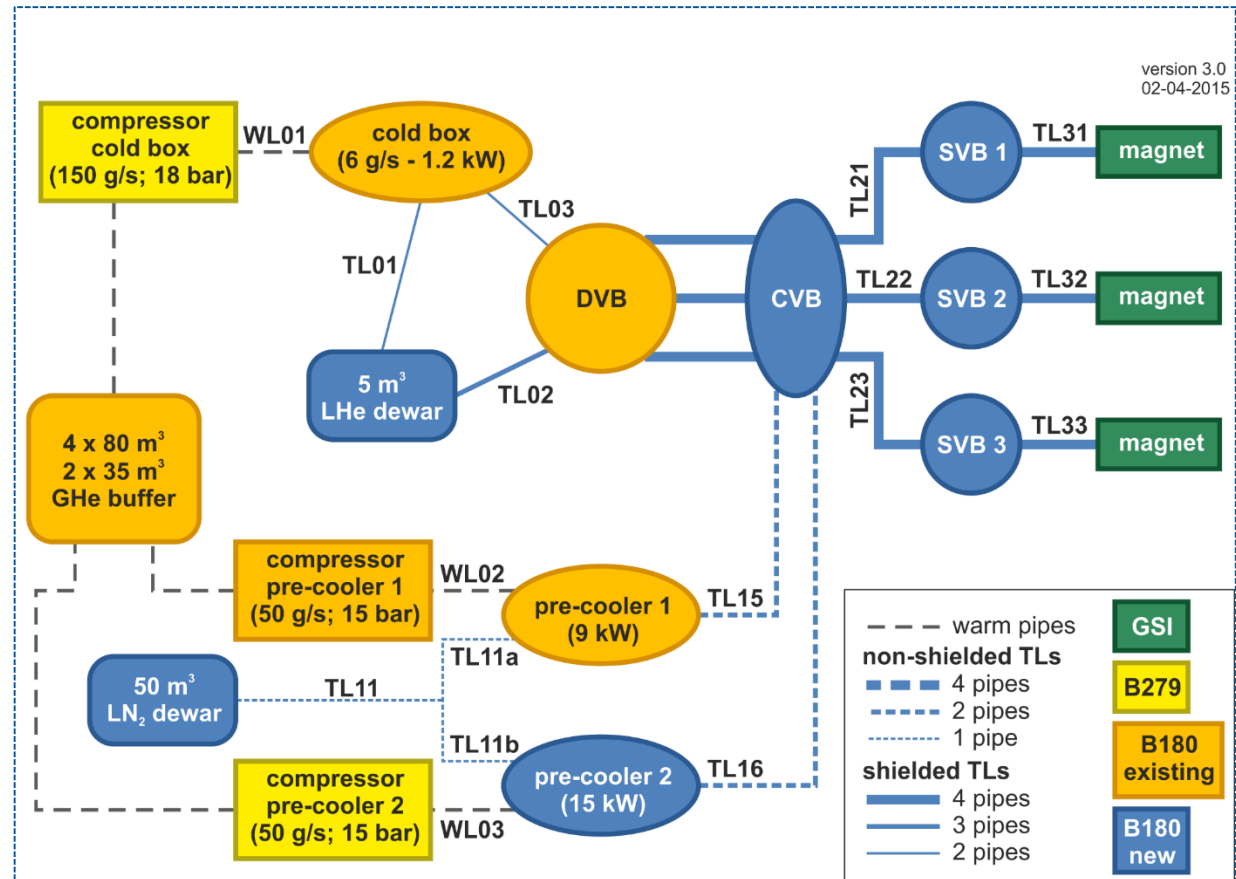 version 3.0
02-04-2015
compressor
cold box
(150 g/s; 18 bar)
WL01
cold box
(6 g/s - 1.2 kW)
TL03
TL01
DVB
5 m³
LHe dewar
TL02
CVB
TL21
SVB 1
TL31
magnet
TL22
SVB 2
TL32
magnet
TL23
SVB 3
TL33
magnet
4 x 80 m³
2 x 35 m³
GHe buffer
compressor
pre-cooler 1
(50 g/s; 15 bar)
WL02
pre-cooler 1
(9 kW)
TL15
TL11a
50 m³
LN₂ dewar
TL11
TL11b
compressor
pre-cooler 2
(50 g/s; 15 bar)
WL03
pre-cooler 2
(15 kW)
TL16
warm pipes
non-shielded TLs
4 pipes
2 pipes
1 pipe
shielded TLs
4 pipes
3 pipes
2 pipes
GSI
B279
B180
existing
B180
new